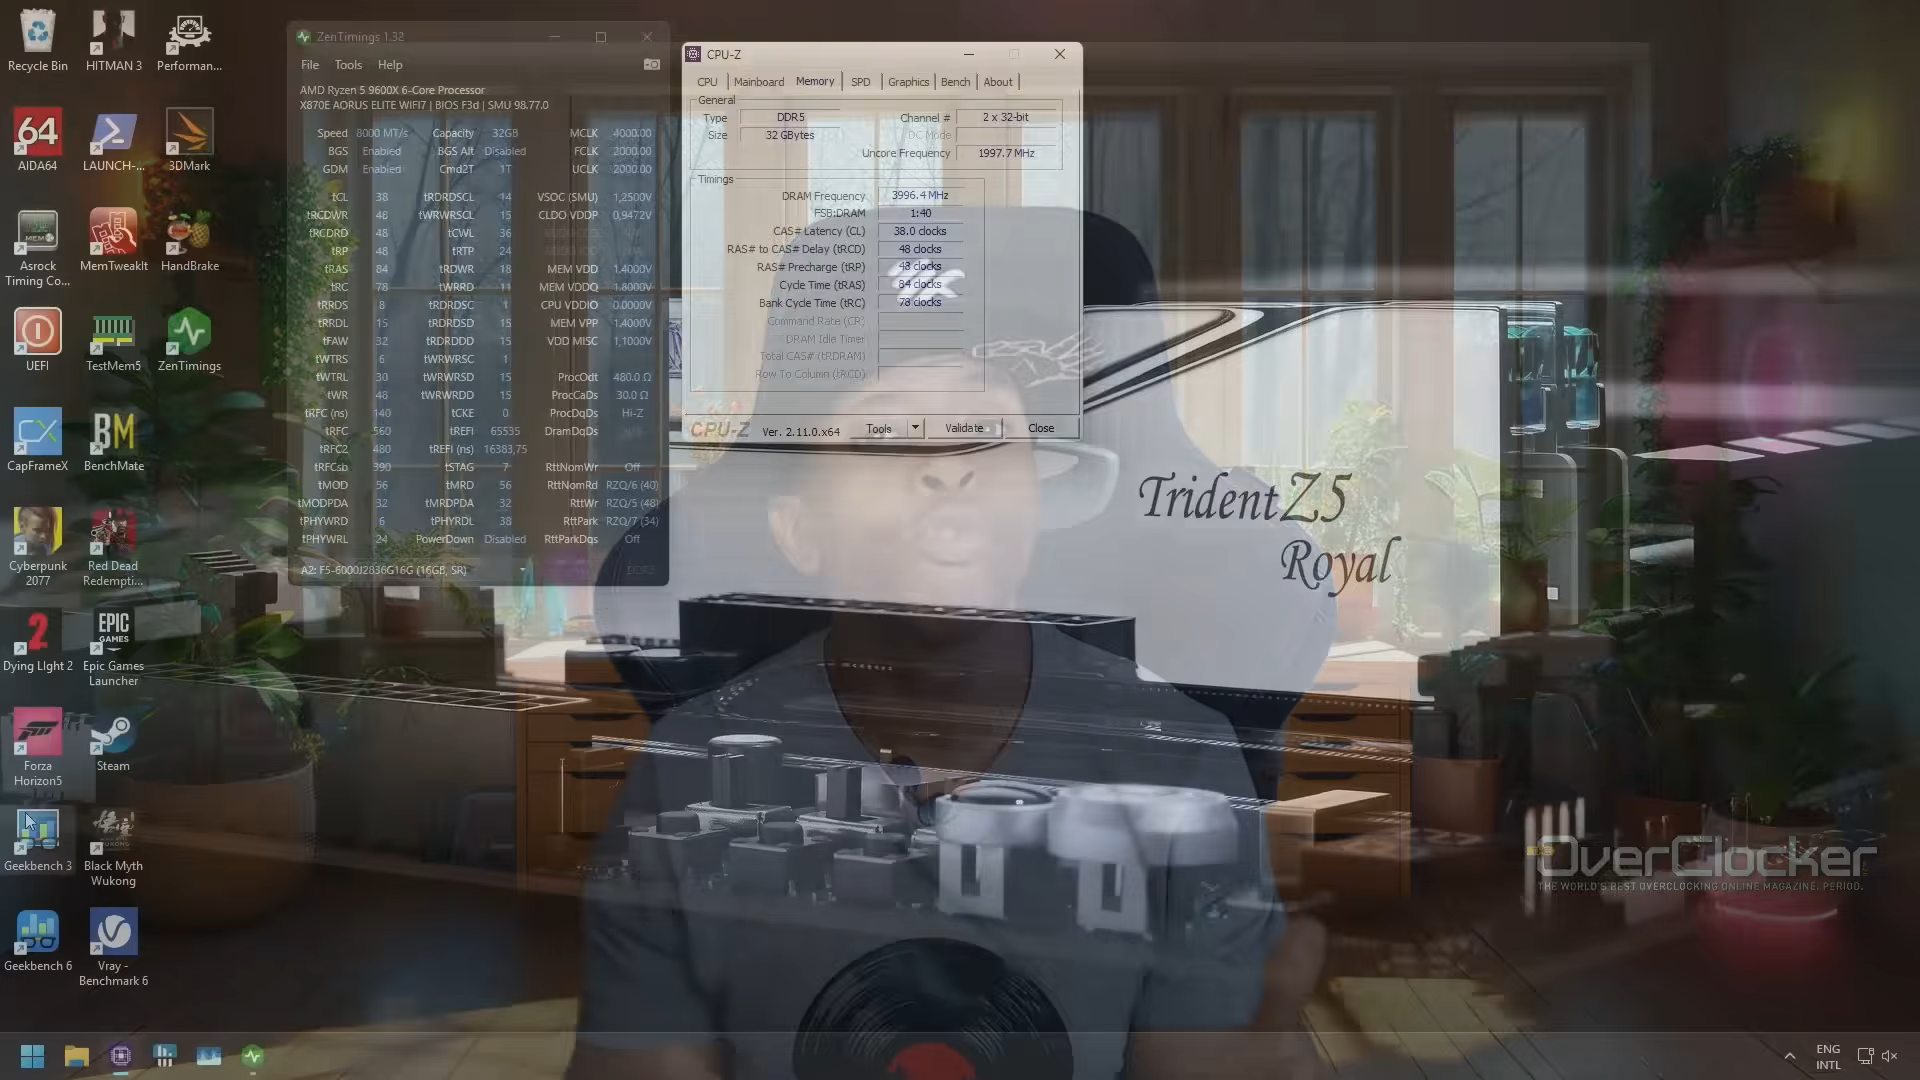 Recycle Bin
HITMAN 3
Performan...
AIDA64
LAUNCH-...
3DMark
Asrock Timing Co...
MemTweakIt
HandBrake
UEFI
TestMem5
ZenTimings
CapFrameX
BenchMate
Cyberpunk 2077
Red Dead Redempti...
Dying LIght 2
Epic Games Launcher
Forza Horizon5
Steam
Geekbench 3
Black Myth Wukong
Geekbench 6
Vray - Benchmark 6
64
BM
EPIC GAMES
2
ZenTimings 1.32
File Tools Help
AMD Ryzen 5 9600X 6-Core Processor
X870E AORUS ELITE WIFI7 | BIOS F3d | SMU 98.77.0
Speed 8000 MT/s Capacity 32GB MCLK 4000.00
BGS Enabled BGS Alt Disabled FCLK 2000.00
GDM Enabled Cmd2T 1T UCLK 2000.00
tCL 38 tRDRDSCL 14 VSOC (SMU) 1,2500V
tRCDWR 48 tWRWRSCL 15 CLDO VDDP 0,9472V
tRCDRD 48 tCWL 36
tRP 48 tRTP 24
tRAS 84 tRDWR 18 MEM VDD 1,4000V
tRC 78 tWRRD 11 MEM VDDQ 1,8000V
tRRDS 8 tRDRDSC 1 CPU VDDIO 0.0000V
tRRDL 15 tRDRDSD 15 MEM VPP 1,4000V
tFAW 32 tRDRDDD 15 VDD MISC 1,1000V
tWTRS 6 tWRWRSC 1
tWTRL 30 tWRWRSD 15 ProcOdt 480.0 Ω
tWR 48 tWRWRDD 15 ProcCaDs 30.0 Ω
tRFC (ns) 140 tCKE 0 ProcDqDs Hi-Z
tRFC 560 tREFI 65535 DramDqDs
tRFC2 480 tREFI (ns) 16383,75
tRFCsb 390 tSTAG 7 RttNomWr Off
tMOD 56 tMRD 56 RttNomRd RZQ/6 (40)
tMODPDA 32 tMRDPDA 32 RttWr RZQ/5 (48)
tPHYWRD 6 tPHYRDL 38 RttPark RZQ/7 (34)
tPHYWRL 24 PowerDown Disabled RttParkDqs Off
A2: F5-6000J2836G16G (16GB, SR) DDR5
CPU-Z
CPU Mainboard Memory SPD Graphics Bench About
General
Type DDR5 Channel # 2 x 32-bit
Size 32 GBytes DC Mode
Uncore Frequency 1997.7 MHz
Timings
DRAM Frequency 3996.4 MHz
FSB:DRAM 1:40
CAS# Latency (CL) 38.0 clocks
RAS# to CAS# Delay (tRCD) 48 clocks
RAS# Precharge (tRP) 48 clocks
Cycle Time (tRAS) 84 clocks
Bank Cycle Time (tRC) 78 clocks
Command Rate (CR)
DRAM Idle Timer
Total CAS# (tRDRAM)
Row To Column (tRCD)
CPU-Z Ver. 2.11.0.x64 Tools Validate Close
Trident Z5
Royal
OverClocker
THE WORLD'S BEST OVERCLOCKING ONLINE MAGAZINE. PERIOD.
ENG
INTL